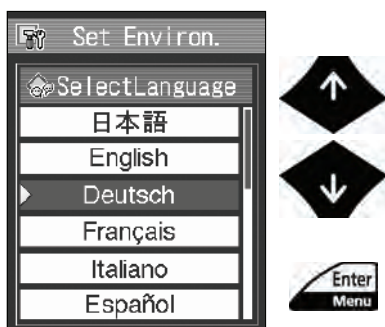 Set Environ.
SelectLanguage
日本語
English
Deutsch
Français
Italiano
Español
Enter
Menu